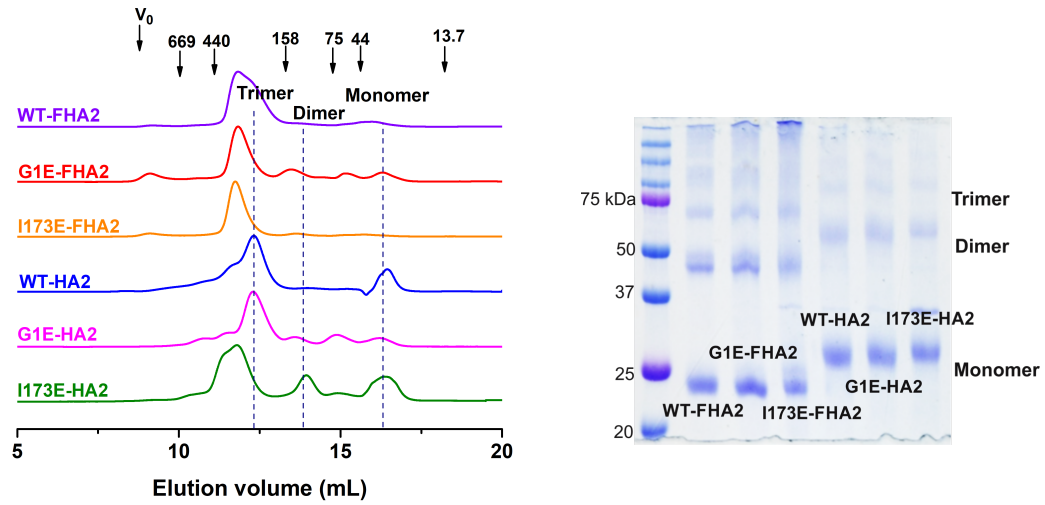 V0
669 440 158 75 44 13.7
Trimer
Dimer
Monomer
WT-FHA2
G1E-FHA2
I173E-FHA2
WT-HA2
G1E-HA2
I173E-HA2
5 10 15 20
Elution volume (mL)
75 kDa
50
37
25
20
Trimer
Dimer
Monomer
WT-HA2 I173E-HA2
G1E-FHA2
G1E-HA2
WT-FHA2 I173E-FHA2